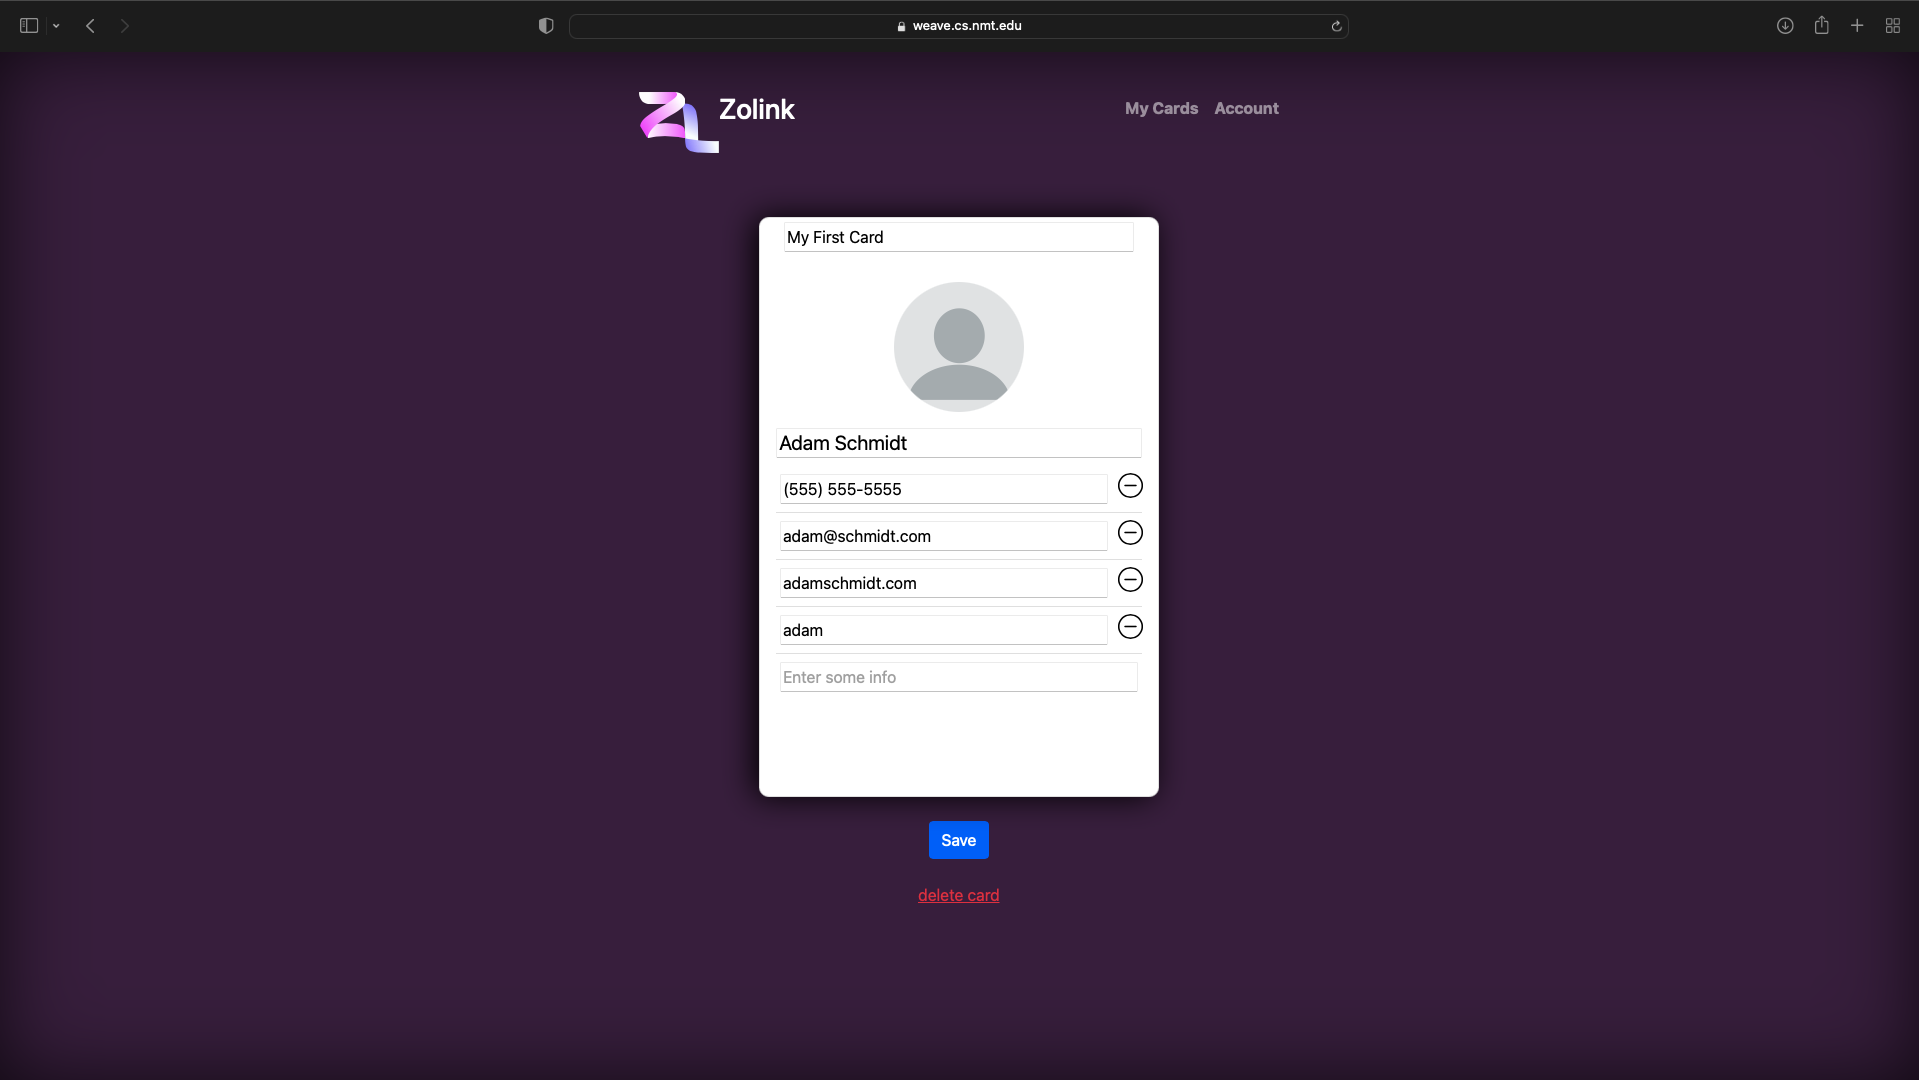 weave.cs.nmt.edu
Zolink
My Cards Account
My First Card
Adam Schmidt
(555) 555-5555
adam@schmidt.com
adamschmidt.com
adam
Enter some info
Save
delete card